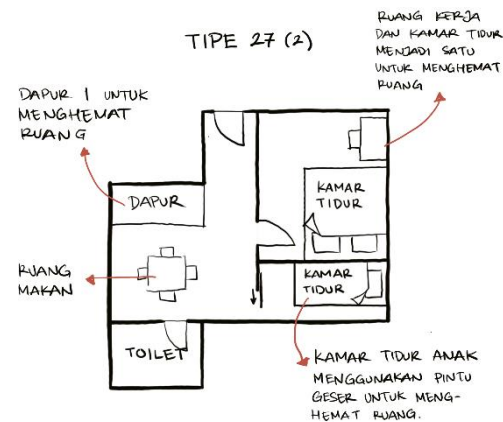 TIPE 27 (2)
RUANG KERJA
DAN KAMAR TIDUR
MENJADI SATU
UNTUK MENGHEMAT
RUANG
DAPUR I UNTUK
MENGHEMAT
RUANG
DAPUR
KAMAR
TIDUR
RUANG
MAKAN
KAMAR
TIDUR
TOILET
KAMAR TIDUR ANAK
MENGGUNAKAN PINTU
GESER UNTUK MENG-
HEMAT RUANG.